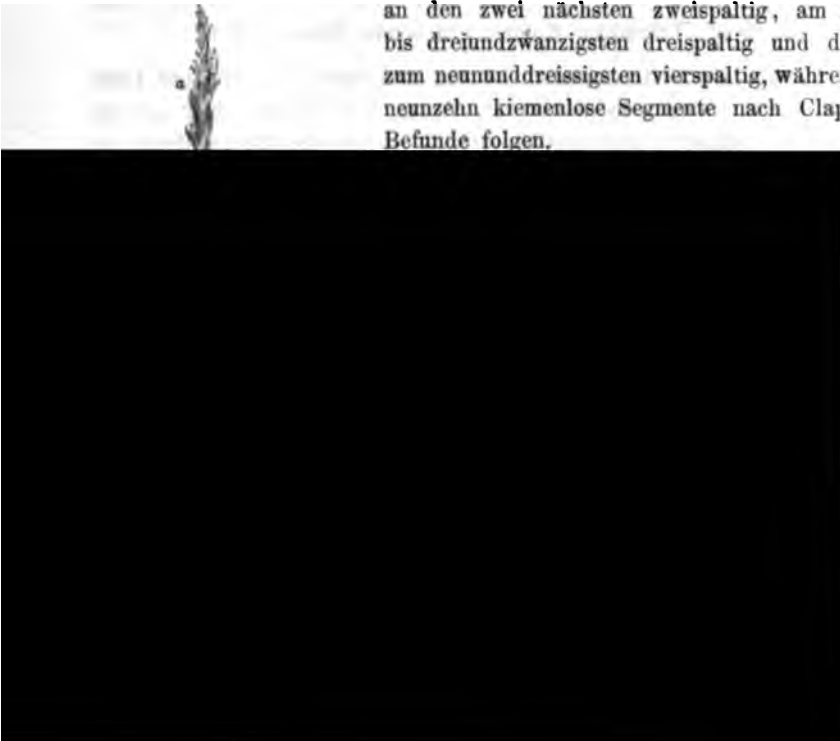 a
an den zwei nächsten zweispaltig, am
bis dreiundzwanzigsten dreispaltig und d
zum neununddreissigsten vierspaltig, währe
neunzehn kiemenlose Segmente nach Clap
Befunde folgen.